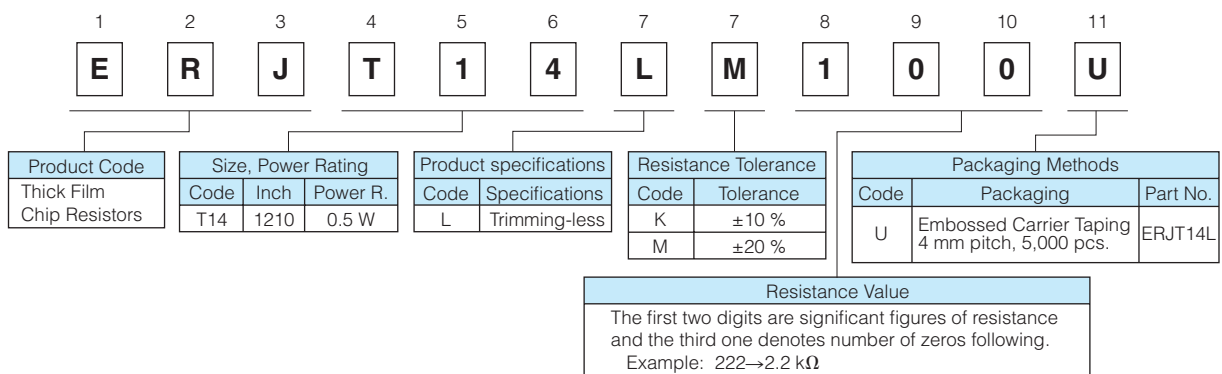 1 2 3 4 5 6 7 7 8 9 10 11
E R J T 1 4 L M 1 0 0 U
Product Code
Thick Film
Chip Resistors
Size, Power Rating
Code Inch Power R.
T14 1210 0.5 W
Product specifications
Code Specifications
L Trimming-less
Resistance Tolerance
Code Tolerance
K ±10 %
M ±20 %
Packaging Methods
Code Packaging Part No.
U Embossed Carrier Taping
4 mm pitch, 5,000 pcs. ERJT14L
Resistance Value
The first two digits are significant figures of resistance
and the third one denotes number of zeros following.
Example: 222→2.2 kΩ